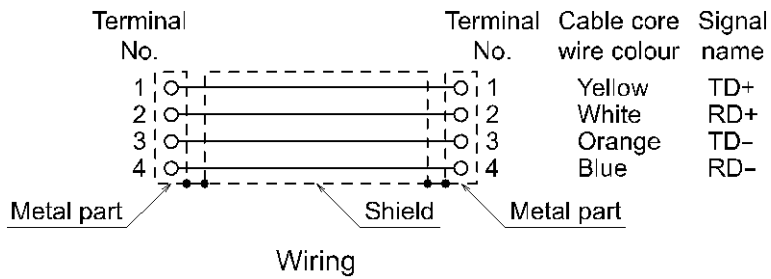 Terminal Terminal Cable core Signal
No. No. wire colour name
1 1 Yellow TD+
2 2 White RD+
3 3 Orange TD–
4 4 Blue RD–
Metal part Shield Metal part
Wiring